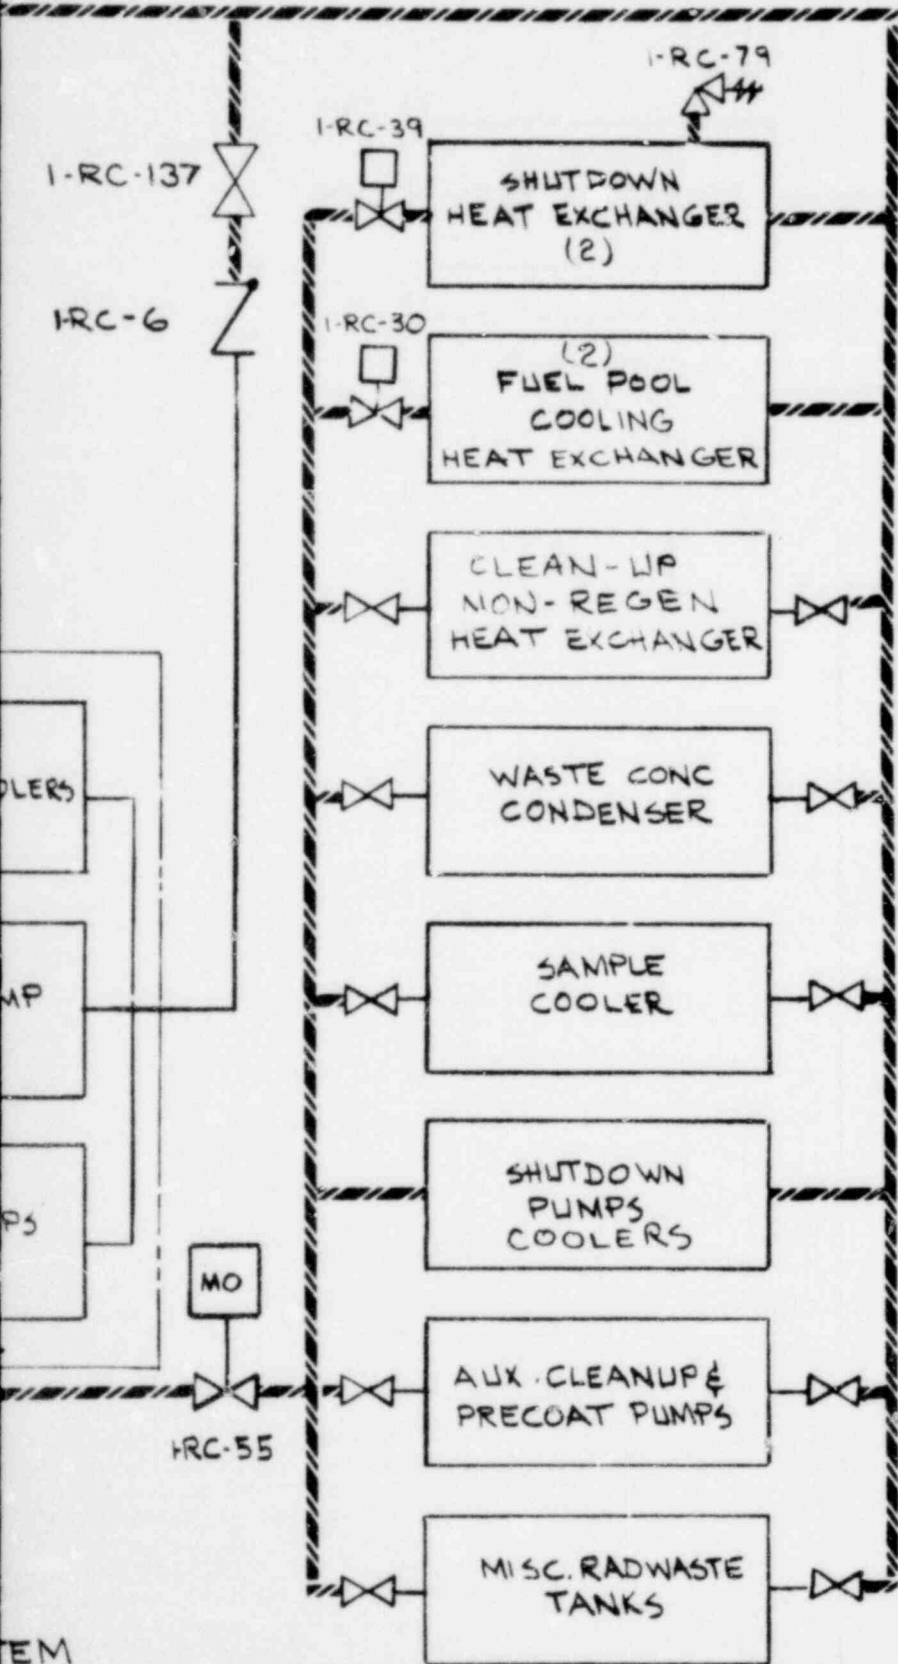 1-RC-79
1-RC-39
1-RC-137
SHUTDOWN
HEAT EXCHANGER
(2)
1-RC-6
1-RC-30
(2)
FUEL POOL
COOLING
HEAT EXCHANGER
CLEAN-UP
NON-REGEN
HEAT EXCHANGER
OLERS
WASTE CONC
CONDENSER
MP
SAMPLE
COOLER
PS
SHUTDOWN
PUMPS
COOLERS
MO
AUX. CLEANUP &
PRECOAT PUMPS
1-RC-55
MISC. RADWASTE
TANKS
TEM